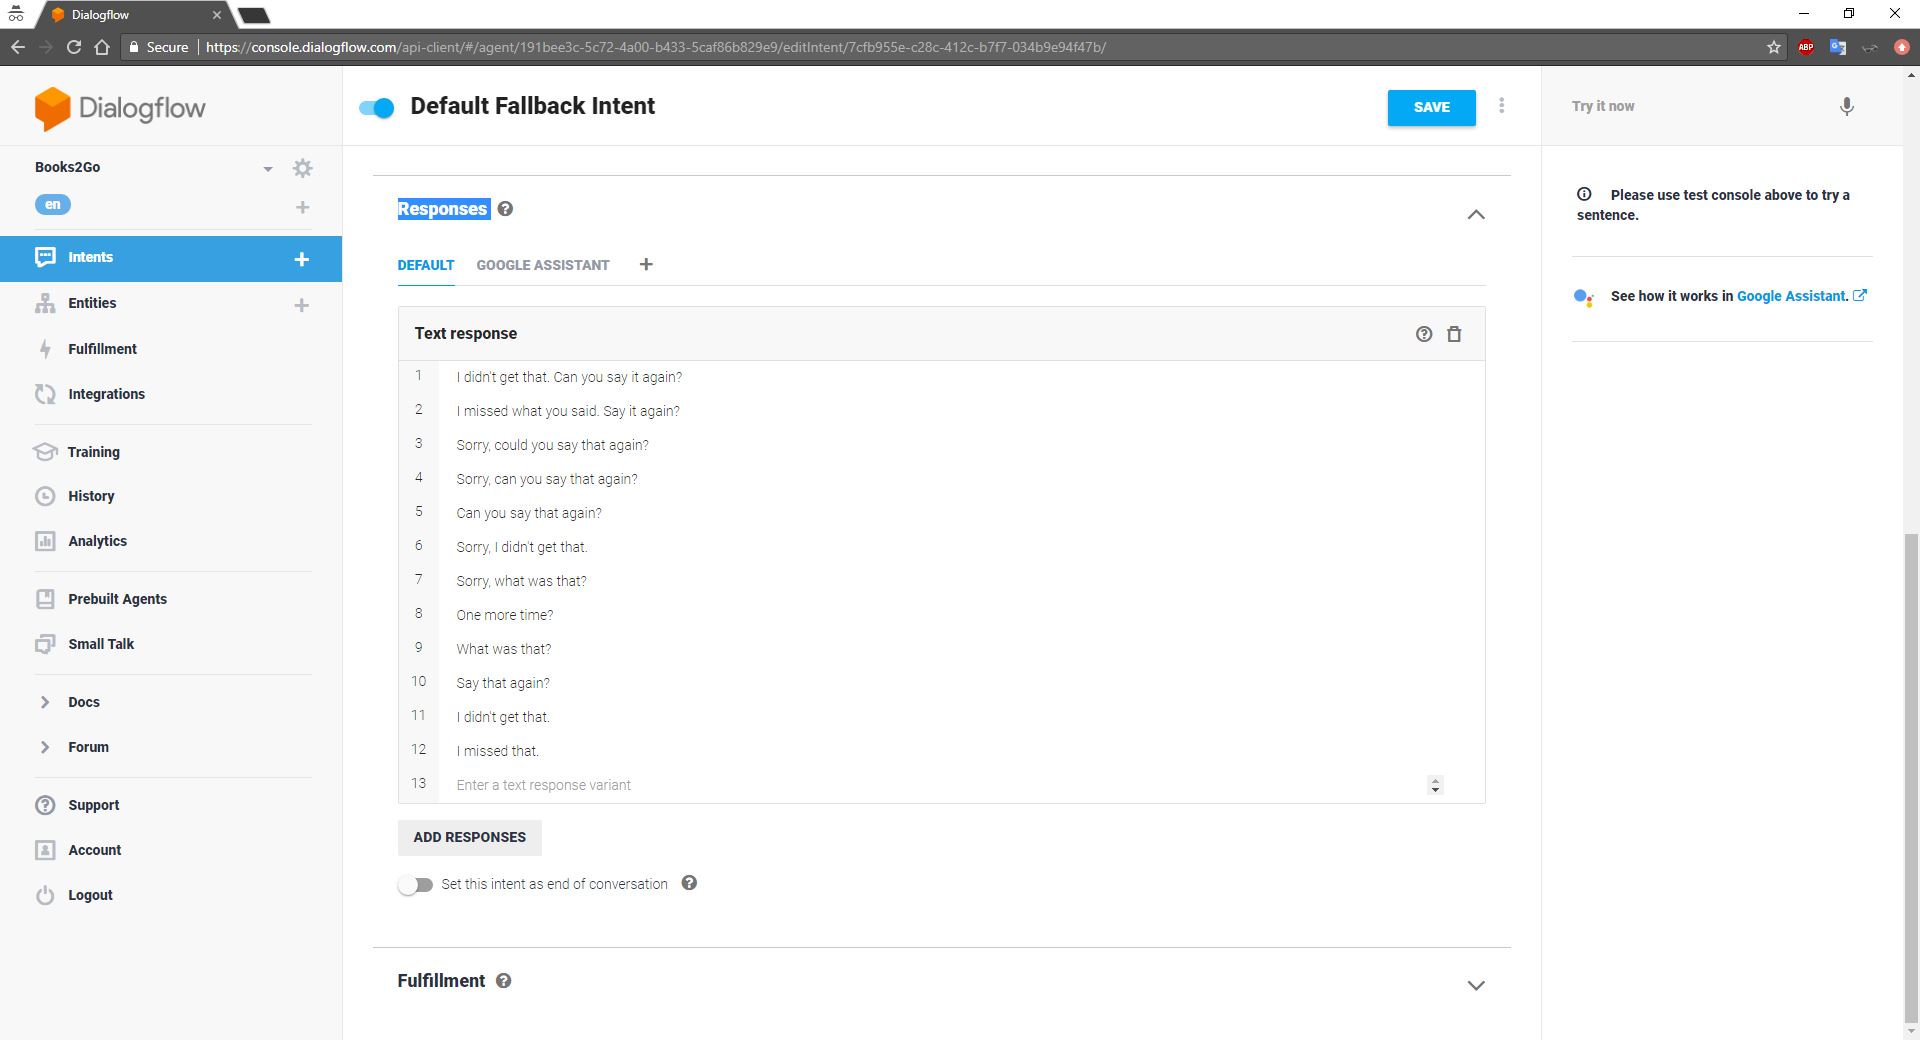 Dialogflow
Secure
https://console.dialogflow.com/api-client/#/agent/191bee3c-5c72-4a00-b433-5caf86b829e9/editIntent/7cfb955e-c28c-412c-b7f7-034b9e94f47b/
ABP
Dialogflow
Books2Go
en
Intents
Entities
Fulfillment
Integrations
Training
History
Analytics
Prebuilt Agents
Small Talk
Docs
Forum
Support
Account
Logout
Default Fallback Intent
SAVE
Responses
DEFAULT GOOGLE ASSISTANT
Text response
1 I didn't get that. Can you say it again?
2 I missed what you said. Say it again?
3 Sorry, could you say that again?
4 Sorry, can you say that again?
5 Can you say that again?
6 Sorry, I didn't get that.
7 Sorry, what was that?
8 One more time?
9 What was that?
10 Say that again?
11 I didn't get that.
12 I missed that.
13 Enter a text response variant
ADD RESPONSES
Set this intent as end of conversation
Fulfillment
Try it now
Please use test console above to try a
sentence.
See how it works in Google Assistant.